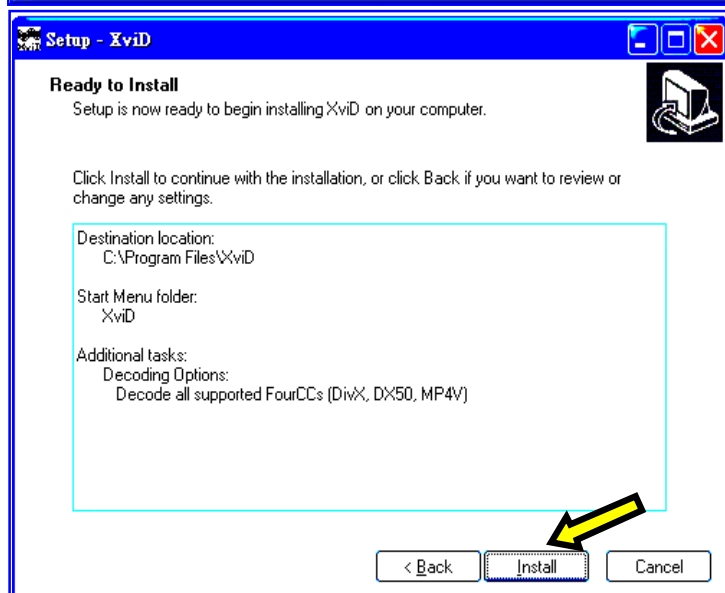 Setup - XviD
Ready to Install
Setup is now ready to begin installing XviD on your computer.
Click Install to continue with the installation, or click Back if you want to review or
change any settings.
Destination location:
C:\Program Files\XviD
Start Menu folder:
XviD
Additional tasks:
Decoding Options:
Decode all supported FourCCs (DivX, DX50, MP4V)
< Back
Install
Cancel